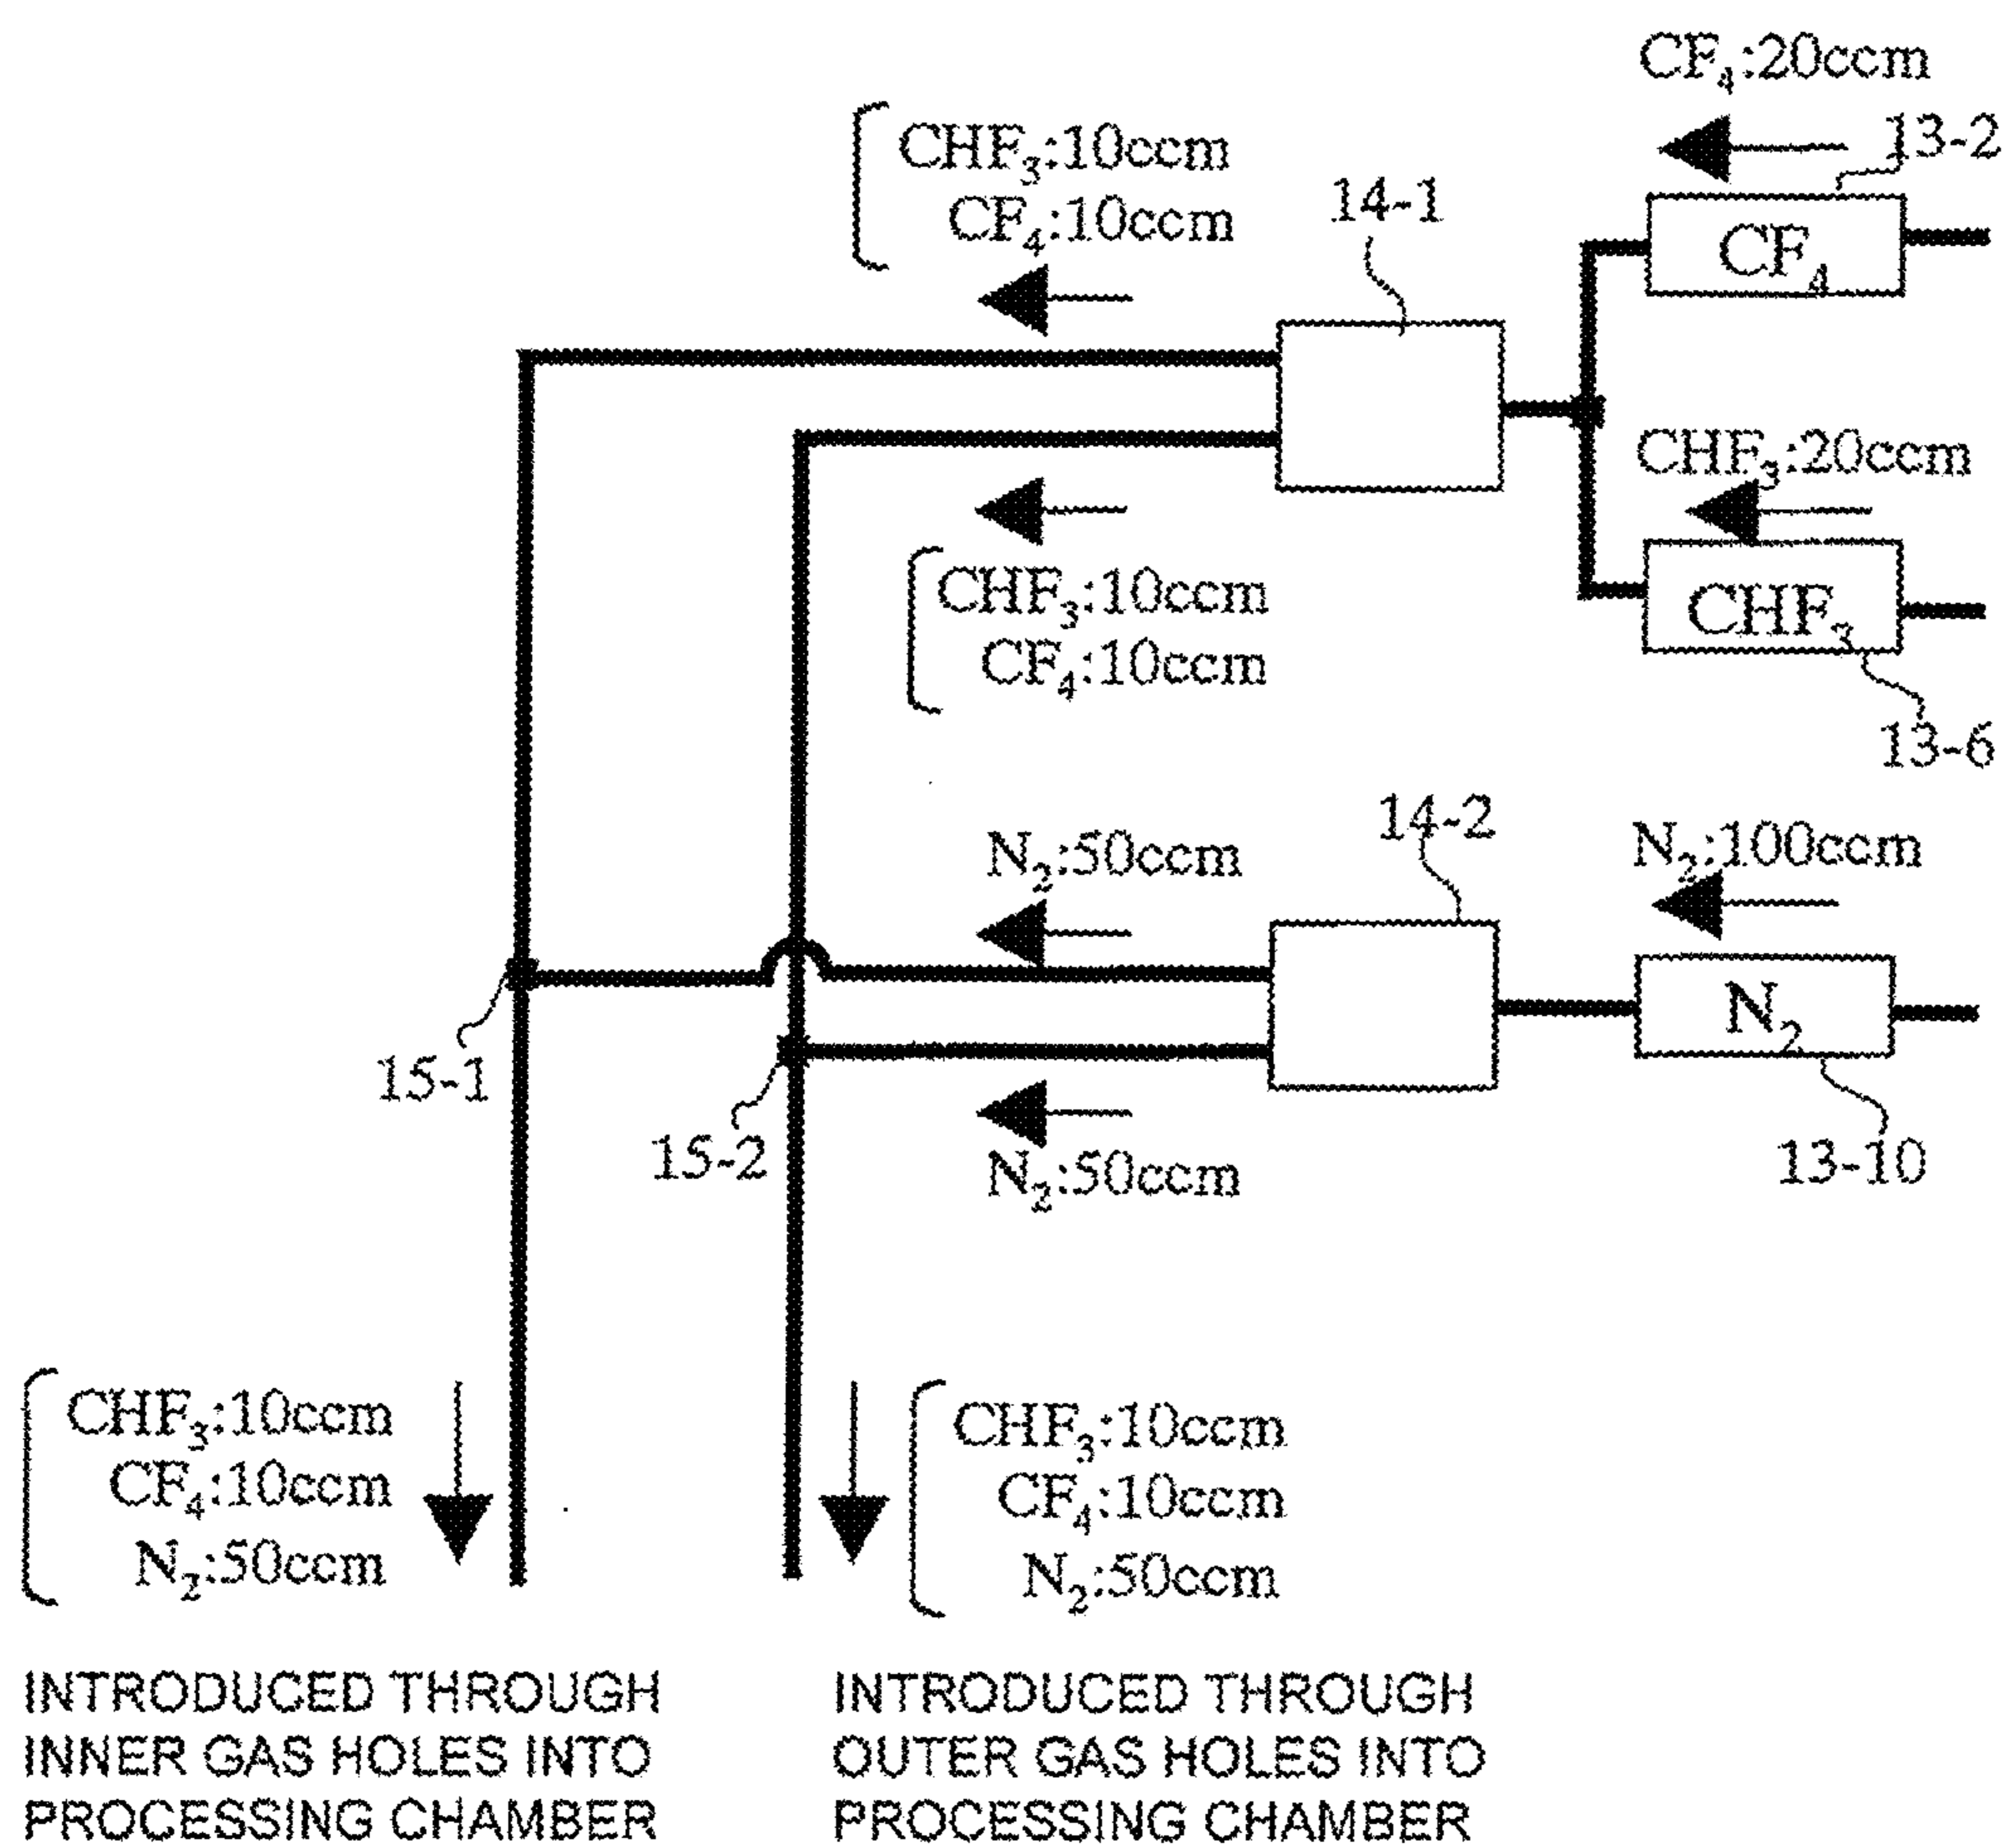 CF₄:20ccm
13-2
CHF₃:10ccm
CF₄:10ccm
14-1
CF₄
CHF₃:20ccm
CHF₃:10ccm
CF₄:10ccm
CHF₃
13-6
14-2
N₂:50ccm
N₂:100ccm
N₂
15-1
15-2
N₂:50ccm
13-10
CHF₃:10ccm
CF₄:10ccm
N₂:50ccm
CHF₃:10ccm
CF₄:10ccm
N₂:50ccm
INTRODUCED THROUGH
INNER GAS HOLES INTO
PROCESSING CHAMBER
INTRODUCED THROUGH
OUTER GAS HOLES INTO
PROCESSING CHAMBER